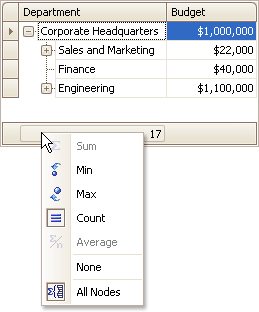 Department Budget
Corporate Headquarters $1,000,000
Sales and Marketing $22,000
Finance $40,000
Engineering $1,100,000
17
Σ Sum
Min
Max
Count
Σ/n Average
None
Σ All Nodes